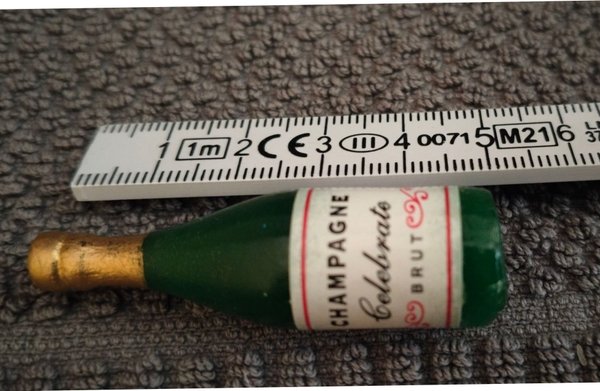 1 1m 2 CE 3 III 4 0071 5 M21 6
CHAMPAGNE
Celebrate
BRUT